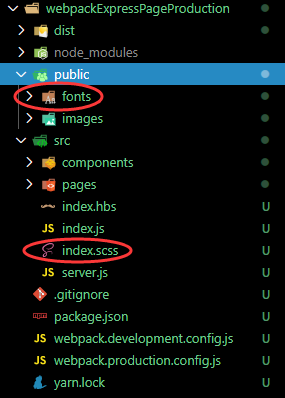 webpackExpressPageProduction
dist
node_modules
public
fonts
images
src
components
pages
index.hbs U
JS index.js U
index.scss U
JS server.js U
.gitignore U
package.json U
JS webpack.development.config.js U
JS webpack.production.config.js U
yarn.lock U